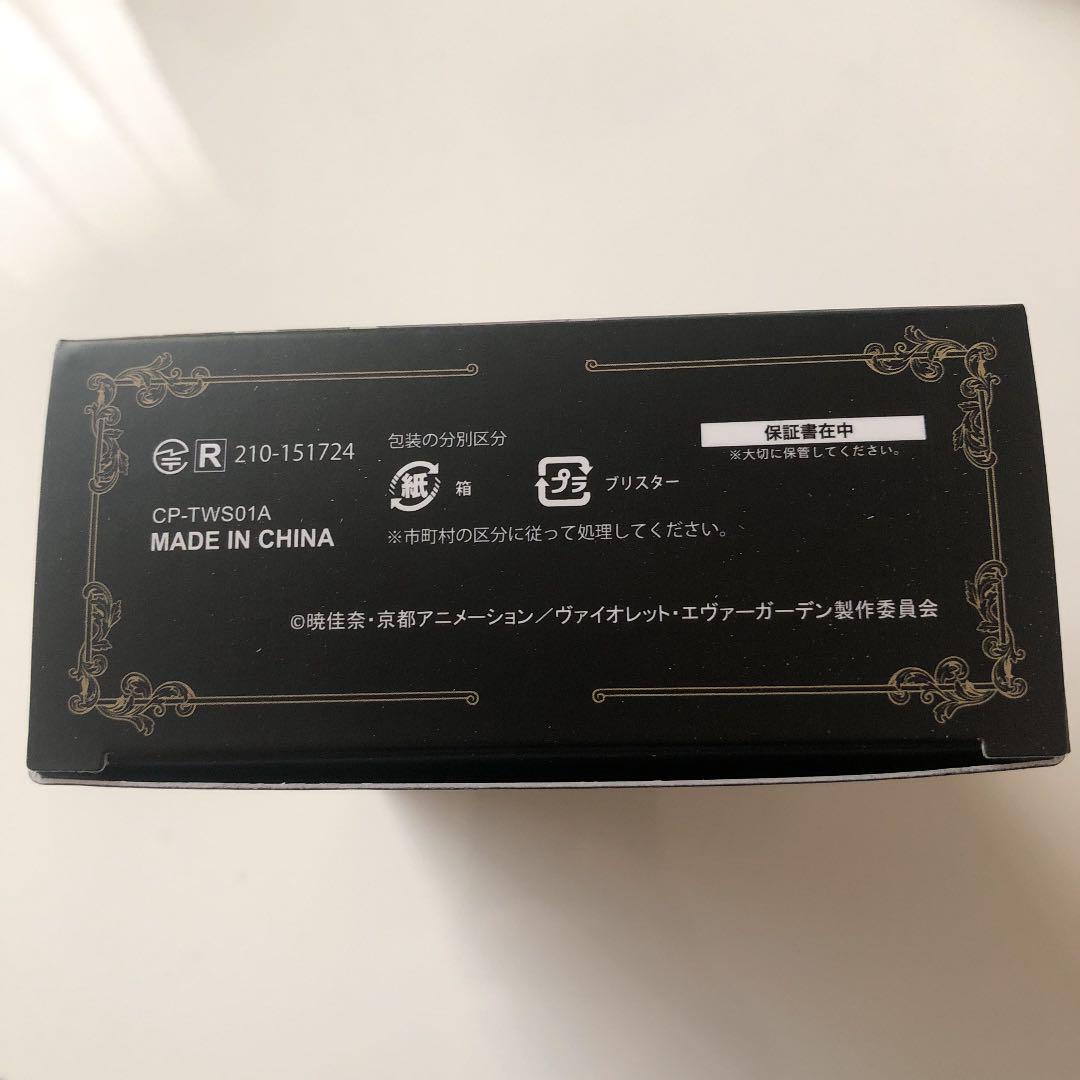 R 210-151724
CP-TWS01A
MADE IN CHINA
包装の分別区分
紙 箱
プラ ブリスター
※市町村の区分に従って処理してください。
保証書在中
※大切に保管してください。
©暁佳奈・京都アニメーション/ヴァイオレット・エヴァーガーデン製作委員会